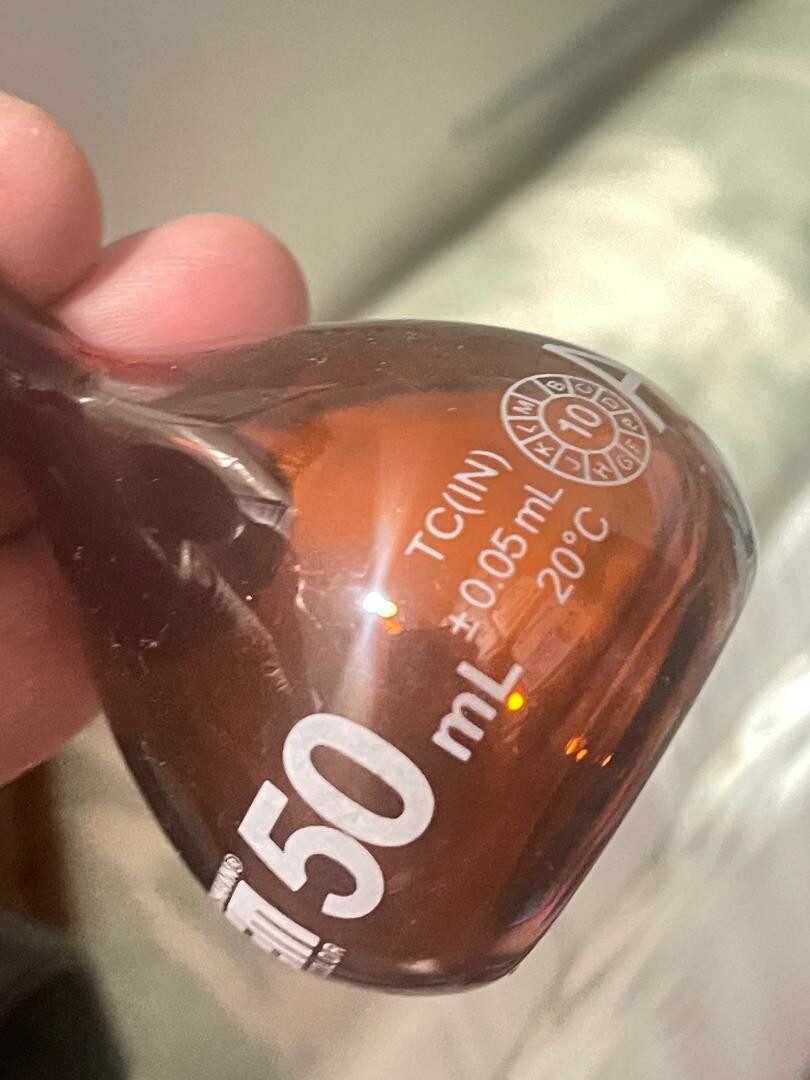 50 mL
TC(IN)
± 0.05 mL
20°C
A
10
B C D E F G H J K L M